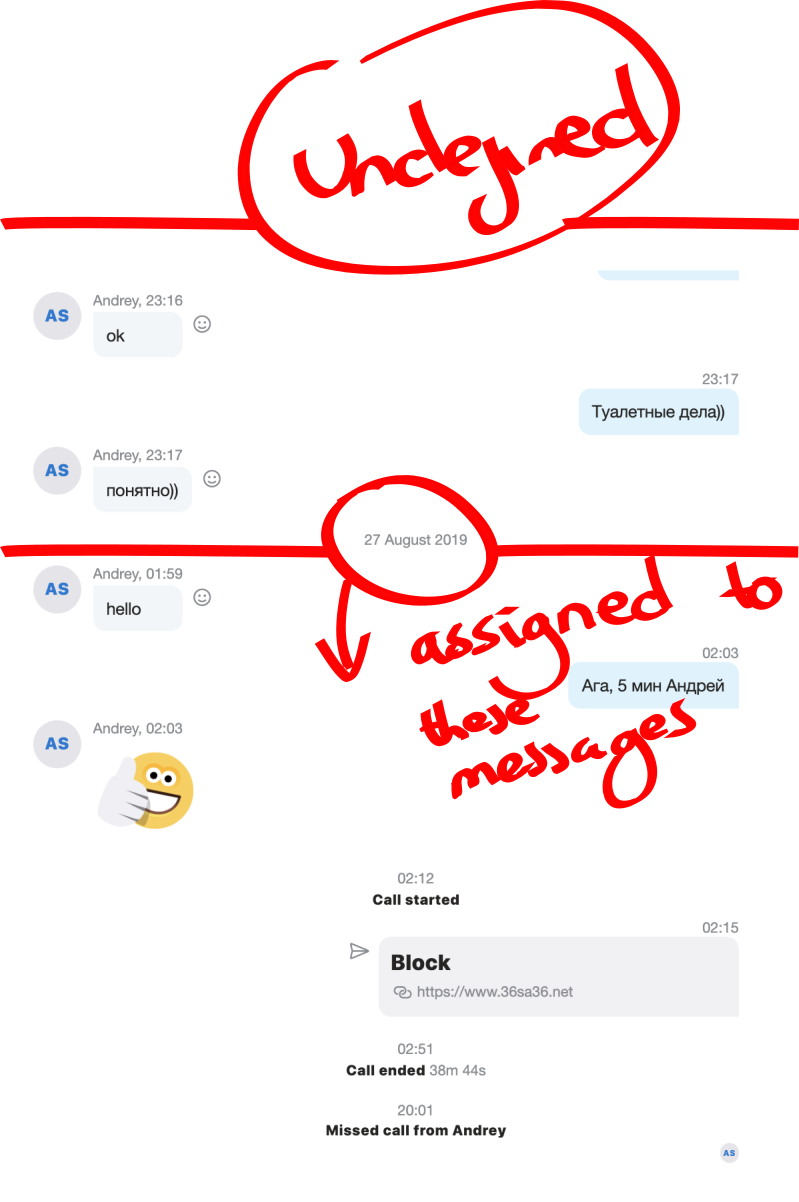 Undefined
Andrey, 23:16
AS
ok
23:17
Туалетные дела))
Andrey, 23:17
AS
понятно))
27 August 2019
Andrey, 01:59
AS
hello
assigned to
these
messages
02:03
Ага, 5 мин Андрей
Andrey, 02:03
AS
02:12
Call started
02:15
Block
https://www.36sa36.net
02:51
Call ended 38m 44s
20:01
Missed call from Andrey
AS